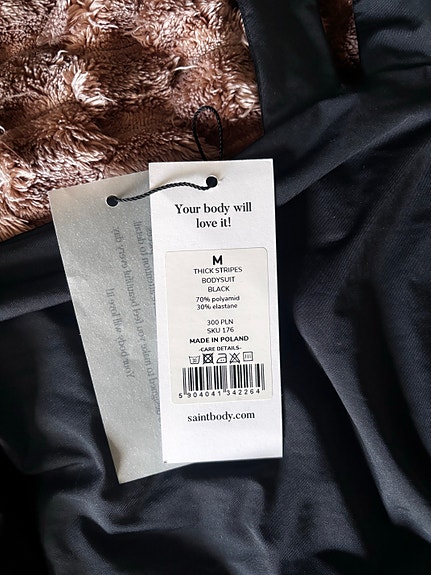 Your body will
love it!
M
THICK STRIPES
BODYSUIT
BLACK
70% polyamid
30% elastane
300 PLN
SKU 176
MADE IN POLAND
-CARE DETAILS-
5 904041 342264
saintbody.com